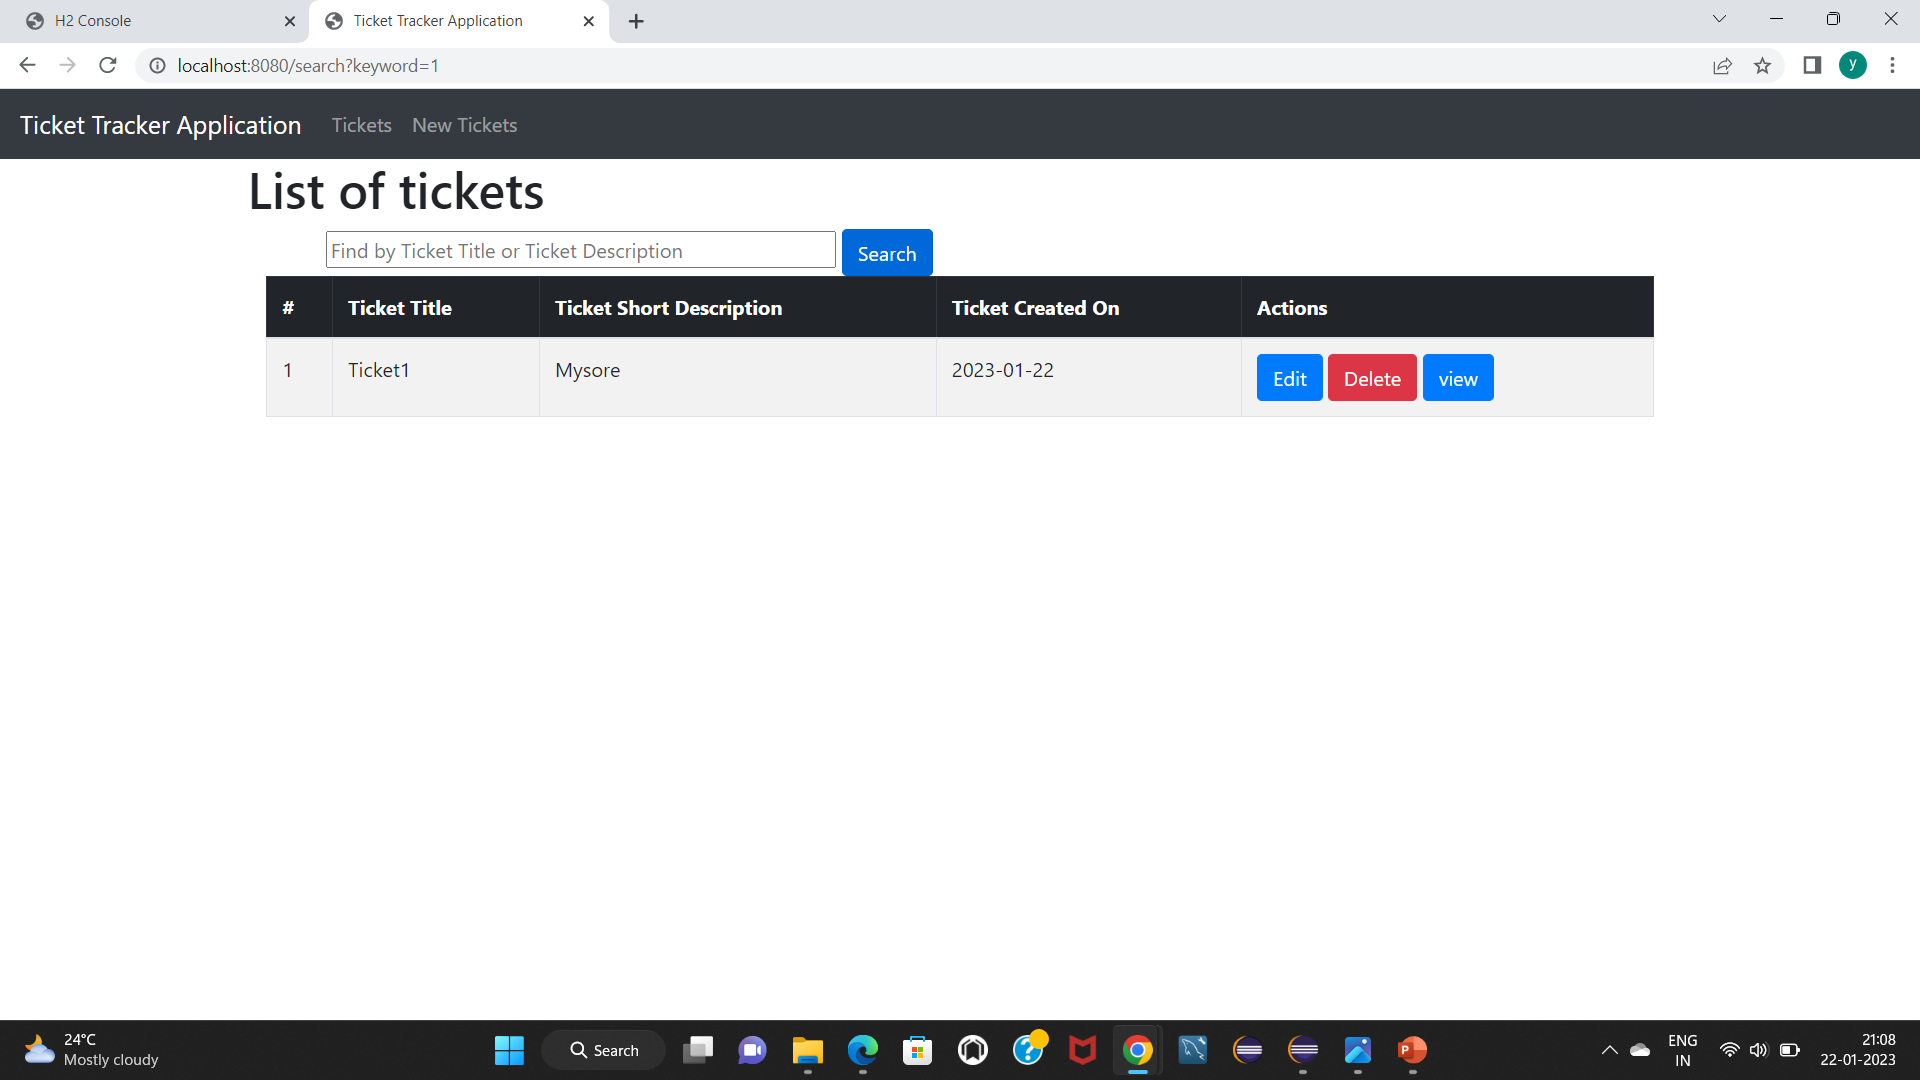 H2 Console
Ticket Tracker Application
localhost:8080/search?keyword=1
y
Ticket Tracker Application Tickets New Tickets
List of tickets
Find by Ticket Title or Ticket Description Search
# Ticket Title Ticket Short Description Ticket Created On Actions
1 Ticket1 Mysore 2023-01-22 Edit Delete view
24°C
Mostly cloudy
Search
P
ENG
IN
21:08
22-01-2023